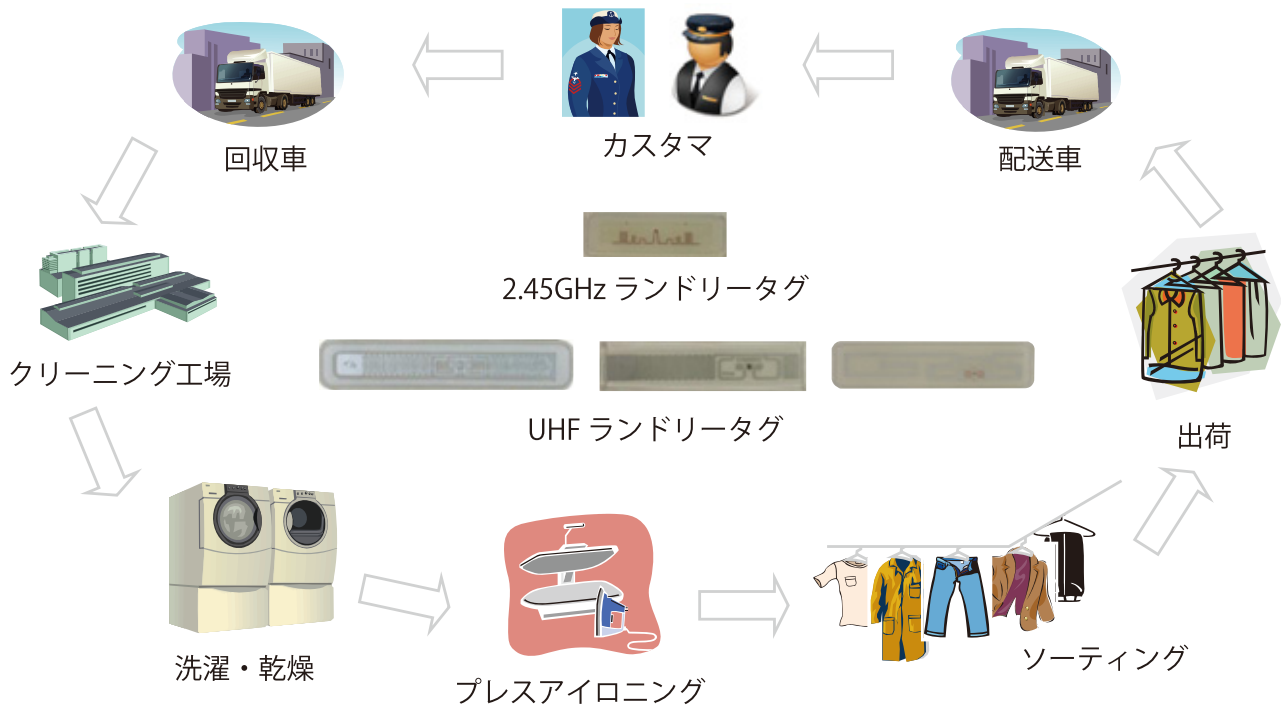 カスタマ
回収車
配送車
2.45GHz ランドリータグ
クリーニング工場
UHF ランドリータグ
出荷
洗濯・乾燥
プレスアイロニング
ソーティング